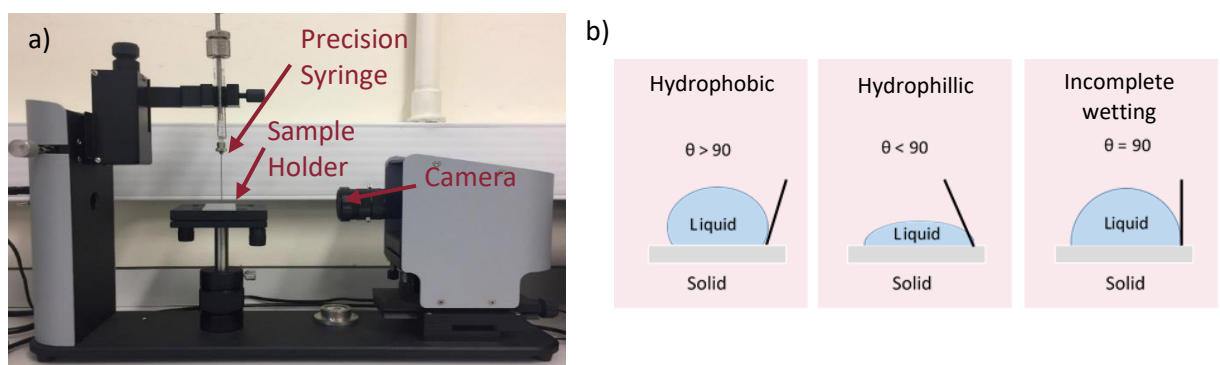 a)
Precision
Syringe
Sample
Holder
Camera
b)
Hydrophobic
θ > 90
Liquid
Solid
Hydrophillic
θ < 90
Liquid
Solid
Incomplete
wetting
θ = 90
Liquid
Solid